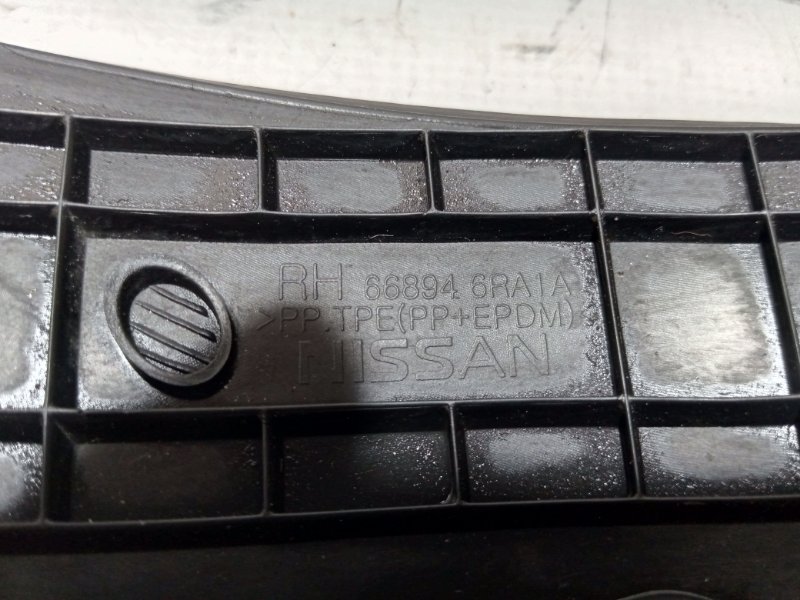 RH 66894 6RA1A
>PP,TPE(PP+EPDM)
NISSAN